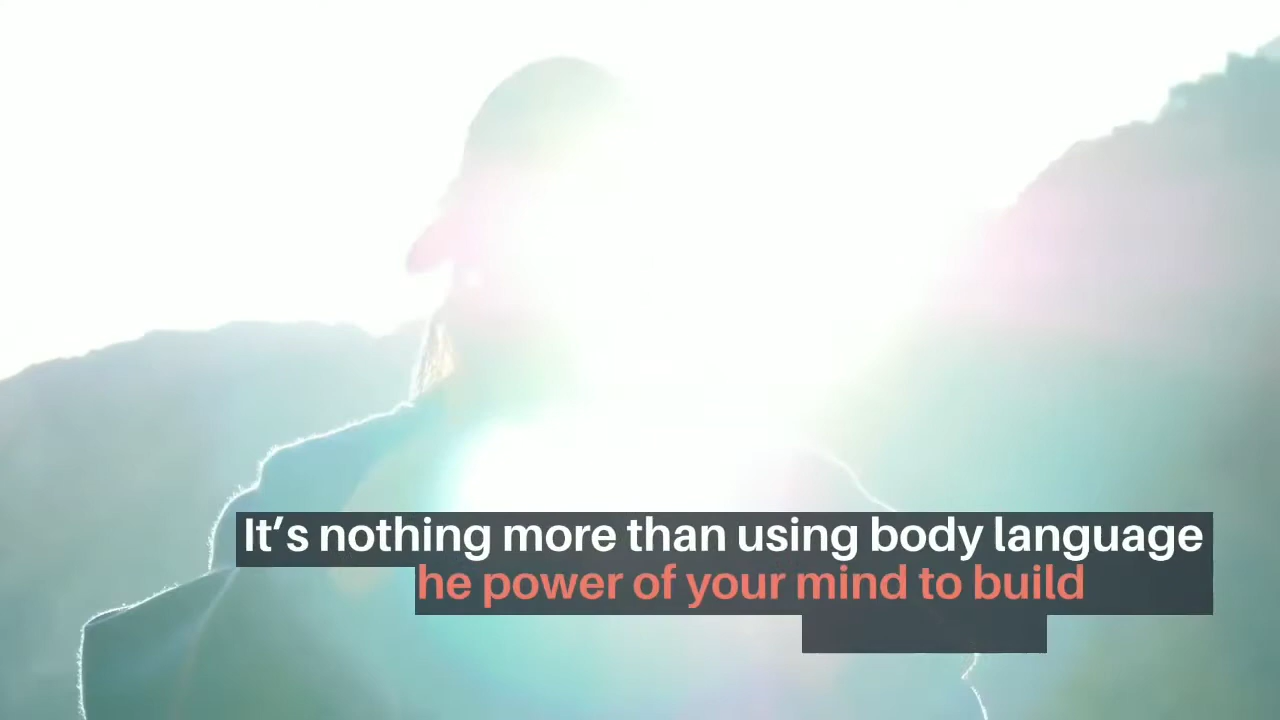 It’s nothing more than using body language
he power of your mind to build